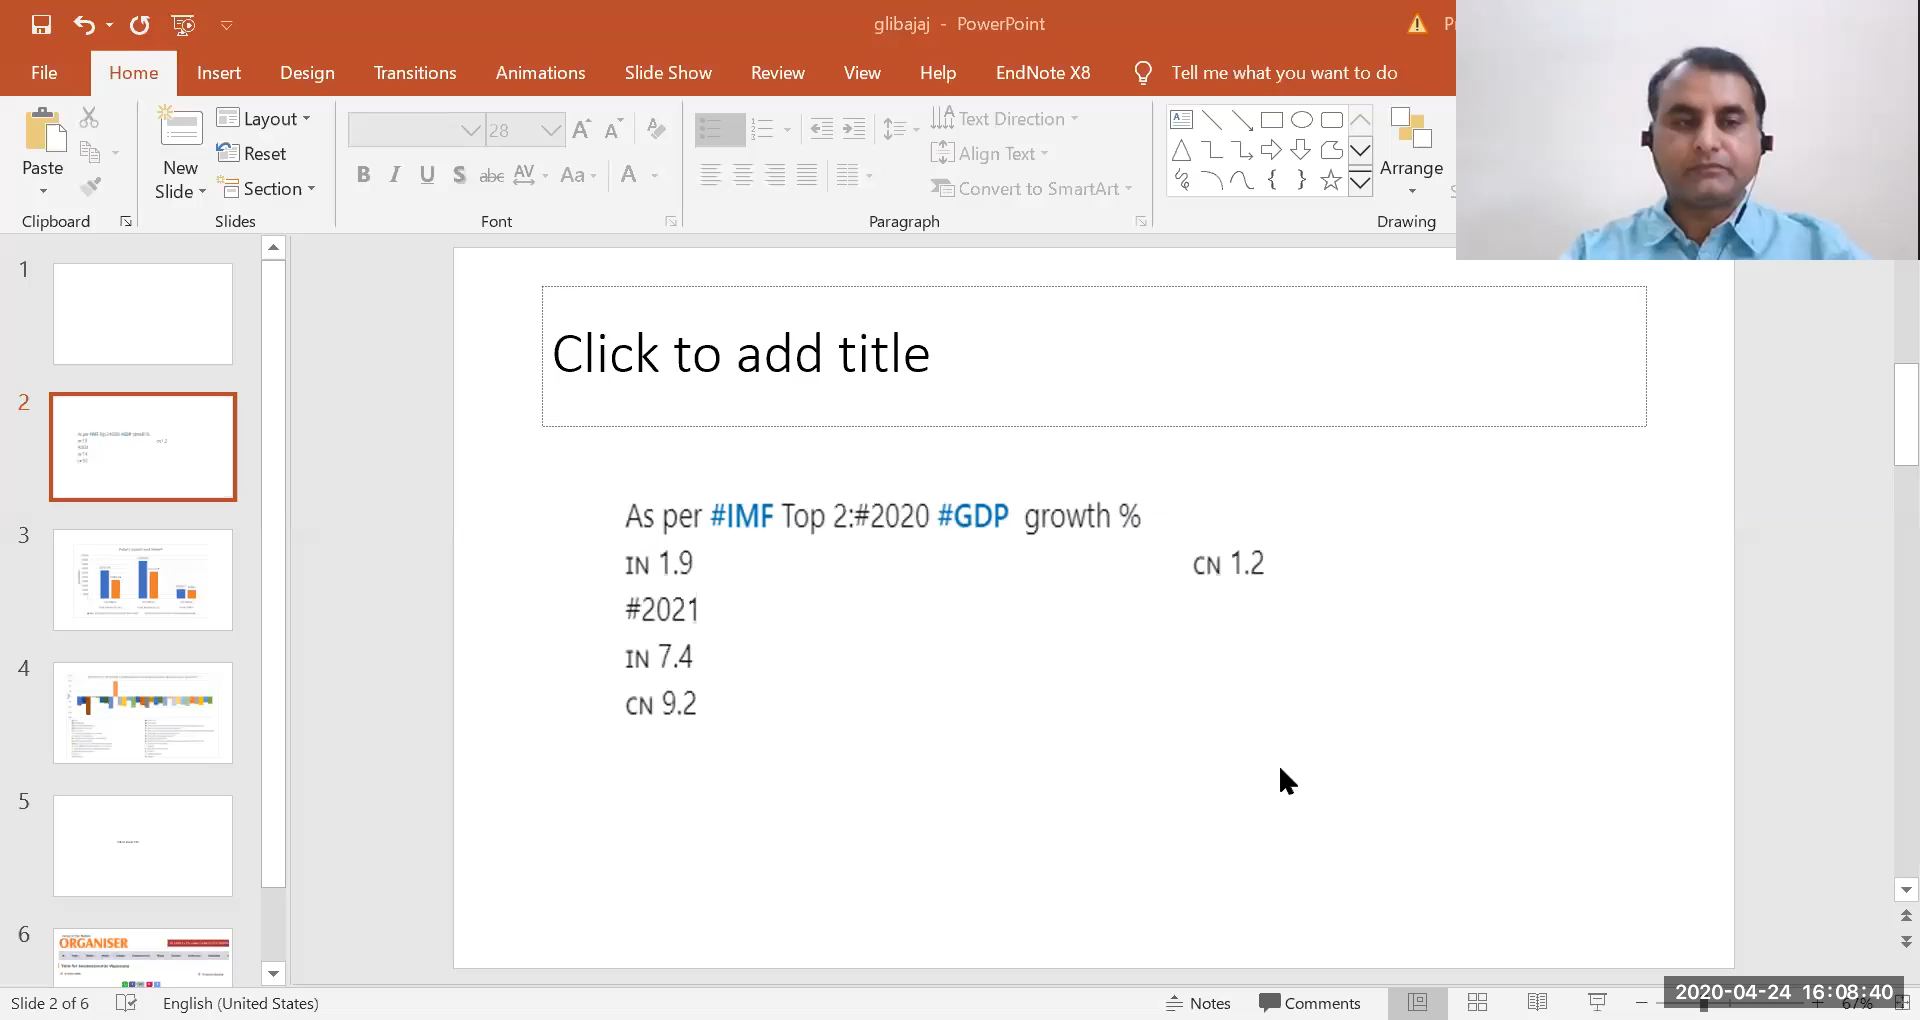 glibajaj - PowerPoint
File Home Insert Design Transitions Animations Slide Show Review View Help EndNote X8 Tell me what you want to do
Paste
Clipboard
New Slide
Layout
Reset
Section
Slides
28
B I U S abc AV Aa A
Font
Text Direction
Align Text
Convert to SmartArt
Paragraph
Arrange
Drawing
1
2
3
4
5
6
ORGANISER
Click to add title
As per #IMF Top 2:#2020 #GDP growth %
IN 1.9 CN 1.2
#2021
IN 7.4
CN 9.2
Slide 2 of 6 English (United States) Notes Comments 67%
2020-04-24 16:08:40